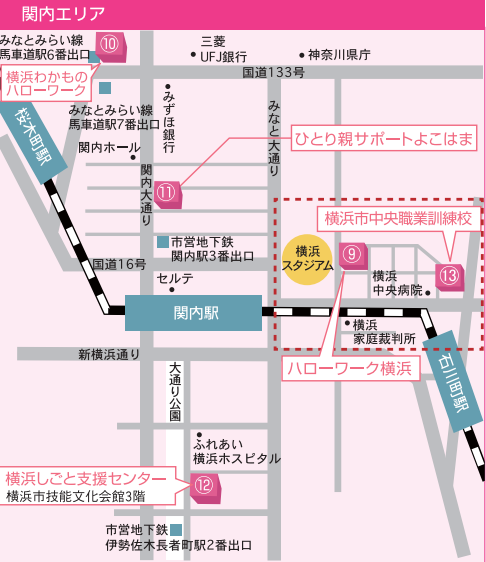 関内エリア
みなとみらい線
馬車道駅6番出口
⑩
三菱
UFJ銀行
神奈川県庁
国道133号
横浜わかもの
ハローワーク
桜木町駅
みなとみらい線
馬車道駅7番出口
みずほ銀行
みなと大通り
関内ホール
ひとり親サポートよこはま
関内大通り
⑪
横浜市中央職業訓練校
市営地下鉄
関内駅3番出口
横浜
スタジアム
⑨
国道16号
セルテ
横浜
中央病院
⑬
関内駅
横浜
家庭裁判所
新横浜通り
ハローワーク横浜
石川町駅
大通り公園
ふれあい
横浜ホスピタル
横浜しごと支援センター
横浜市技能文化会館3階
⑫
市営地下鉄
伊勢佐木長者町駅2番出口